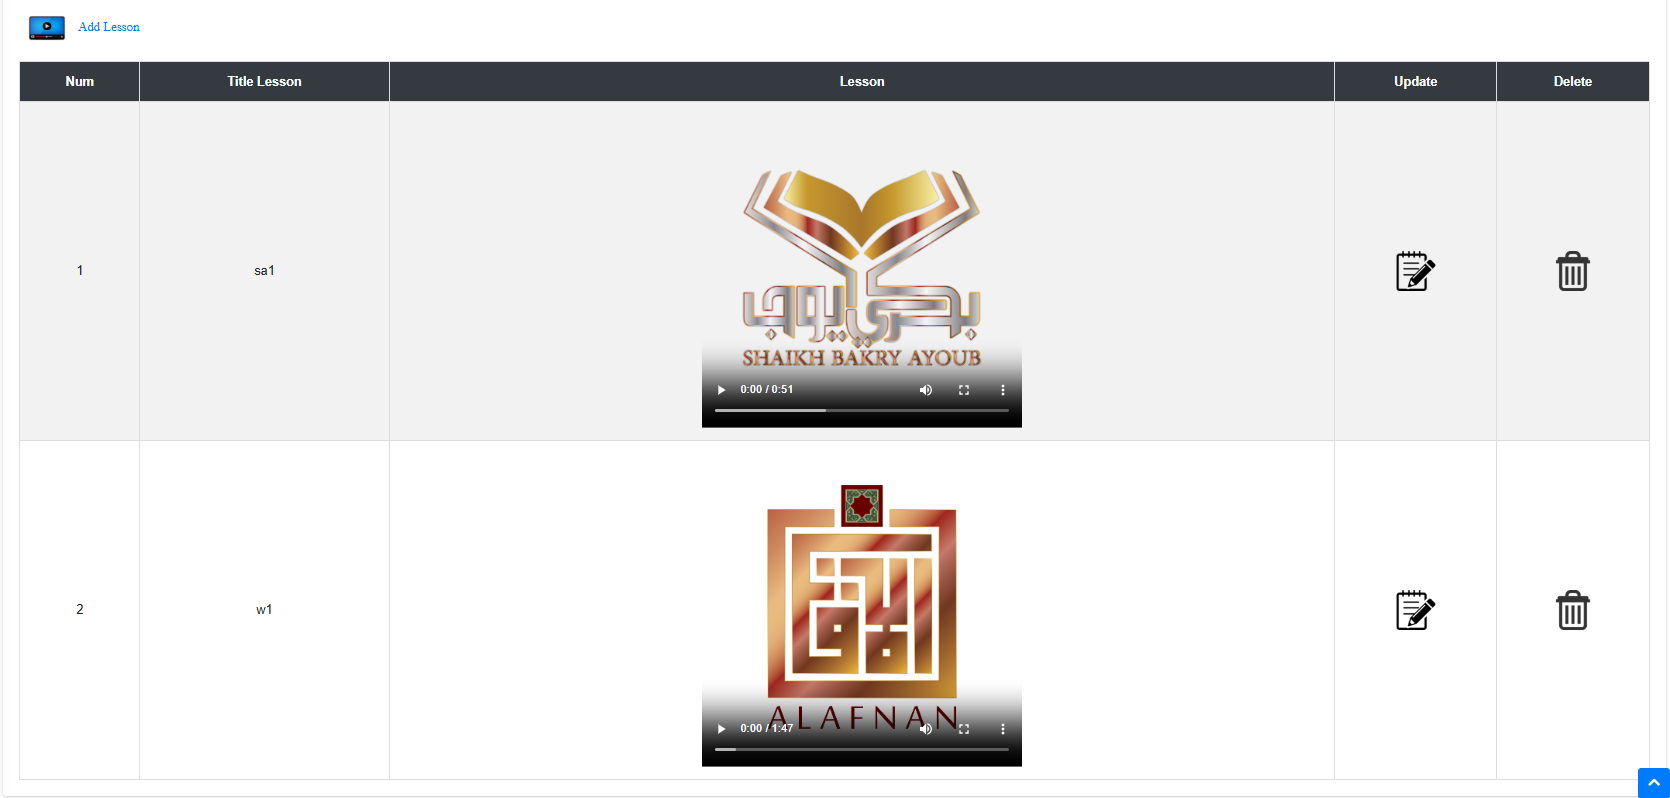 Add Lesson
Num Title Lesson Lesson Update Delete
1 sa1
بكري أيوب
SHAIKH BAKRY AYOUB
0:00 / 0:51
2 w1
الأفنان
ALAFNAN
0:00 / 1:47